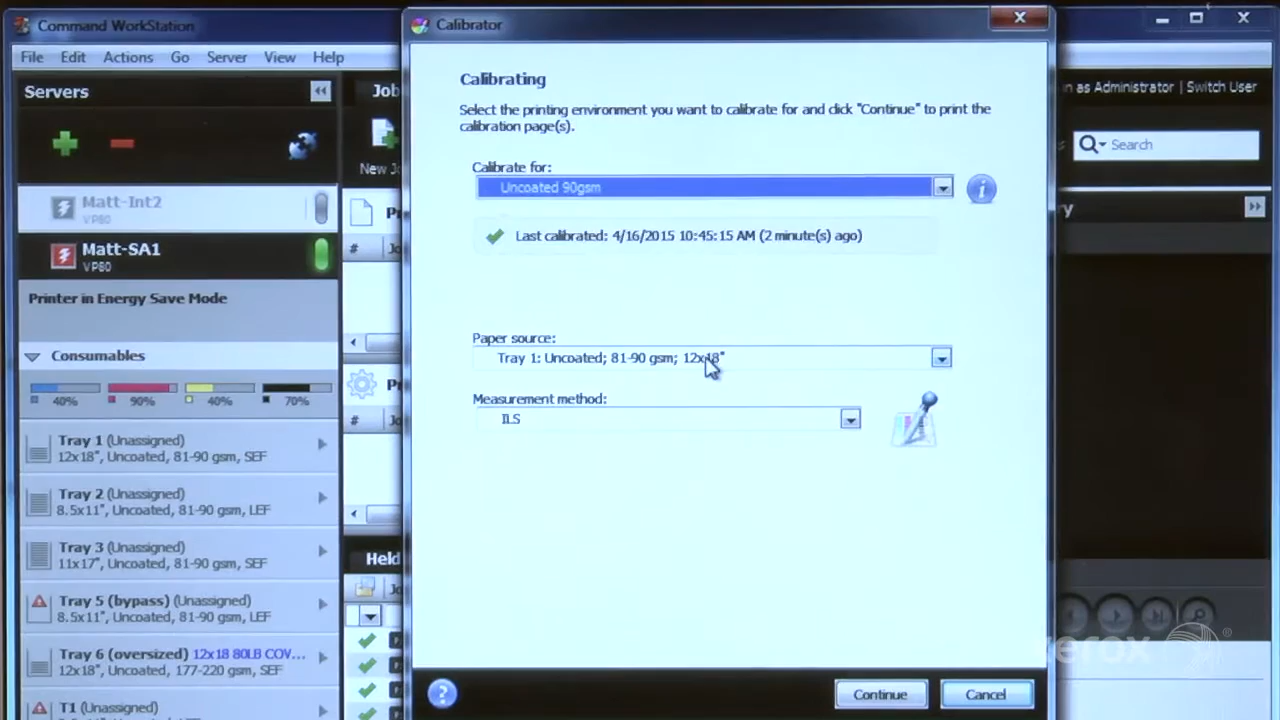 Command WorkStation
File Edit Actions Go Server View Help
Servers
Matt-Int2
VP80
Matt-SA1
VP80
Printer in Energy Save Mode
Consumables
40% 90% 40% 70%
Tray 1 (Unassigned)
12x18", Uncoated, 81-90 gsm, SEF
Tray 2 (Unassigned)
8.5x11", Uncoated, 81-90 gsm, LEF
Tray 3 (Unassigned)
11x17", Uncoated, 81-90 gsm, SEF
Tray 5 (bypass) (Unassigned)
8.5x11", Uncoated, 81-90 gsm, LEF
Tray 6 (oversized) 12x18 80LB COV...
12x18", Uncoated, 177-220 gsm, SEF
T1 (Unassigned)
Job
New Jo
P
# Jo
P
# Jo
Held
Jo
Calibrator
Calibrating
Select the printing environment you want to calibrate for and click "Continue" to print the
calibration page(s).
Calibrate for:
Uncoated 90gsm
Last calibrated: 4/16/2015 10:45:15 AM (2 minute(s) ago)
Paper source:
Tray 1: Uncoated; 81-90 gsm; 12x18"
Measurement method:
ILS
Continue Cancel
in as Administrator | Switch User
Search
ry
xerox